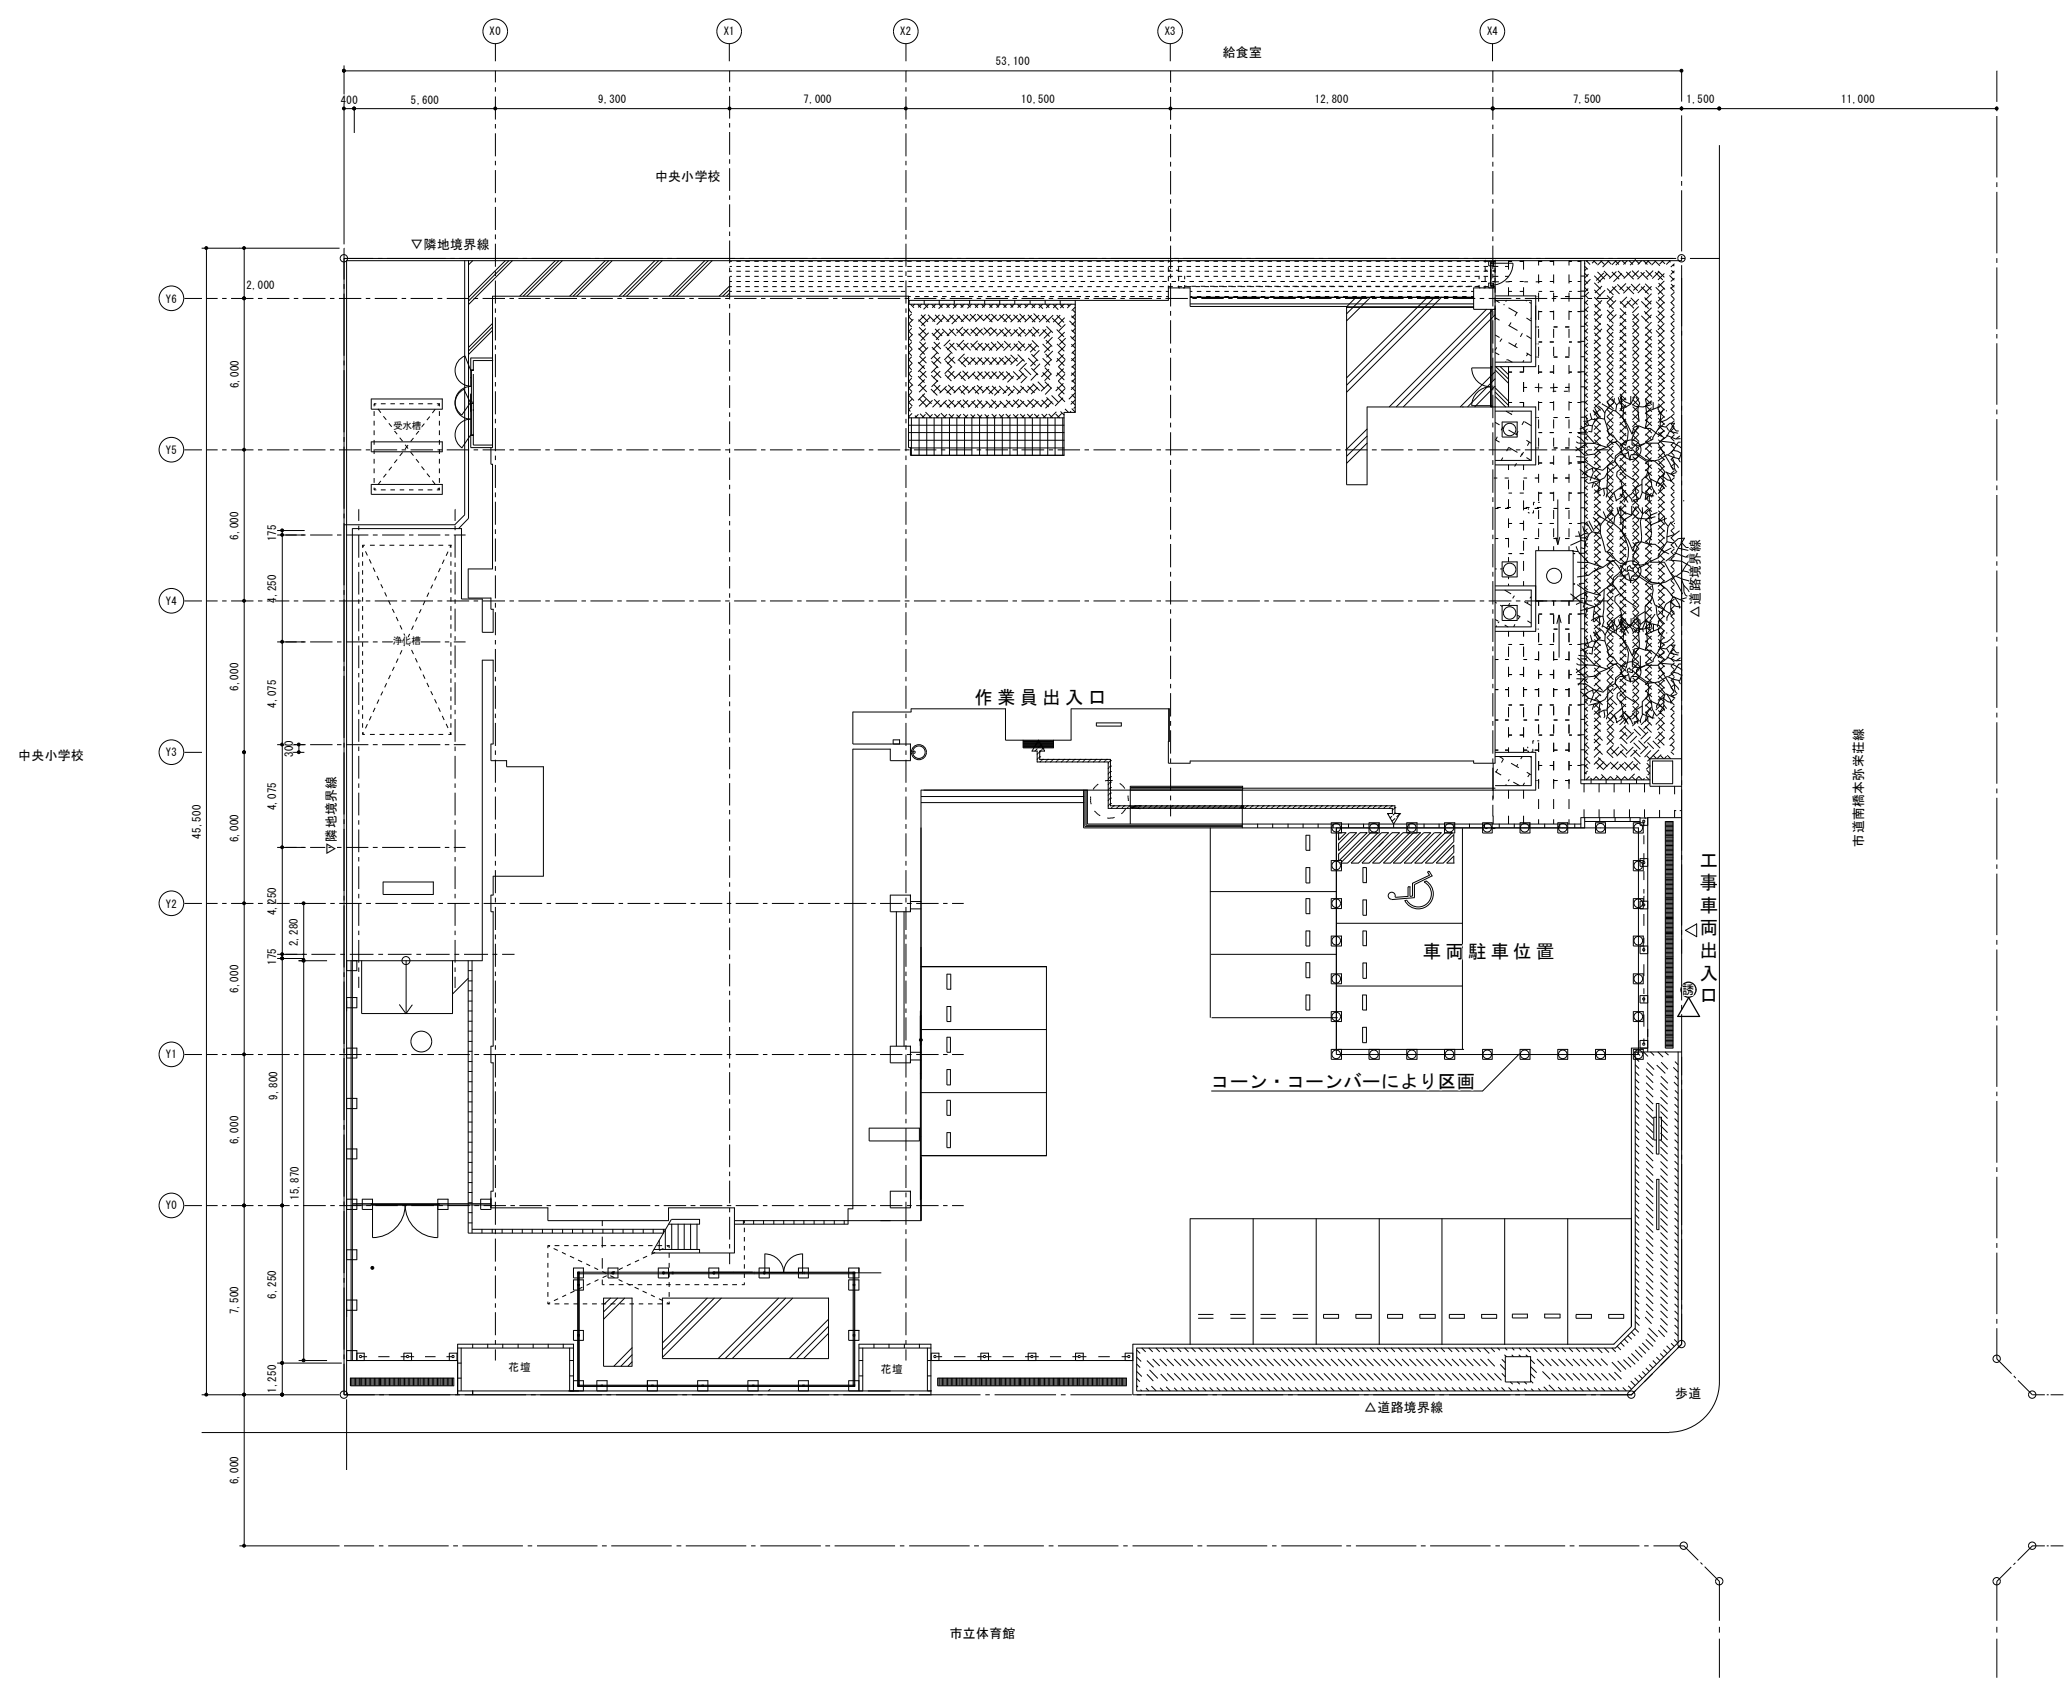 X0
X1
X2
X3
X4
給食室
53,100
400
5,600
9,300
7,000
10,500
12,800
7,500
1,500
11,000
中央小学校
▽隣地境界線
2,000
Y6
6,000
受水槽
Y5
6,000
175
4,250
△道路境界線
Y4
浄化槽
6,000
4,075
作業員出入口
中央小学校
Y3
300
市道南橋本弥栄荘線
▽隣地境界線
45,500
6,000
4,075
4,250
Y2
2,280
175
6,000
車両駐車位置
工事車両出入口
誘
Y1
コーン・コーンバーにより区画
9,800
6,000
15,870
Y0
7,500
6,250
1,250
花壇
花壇
歩道
△道路境界線
6,000
市立体育館